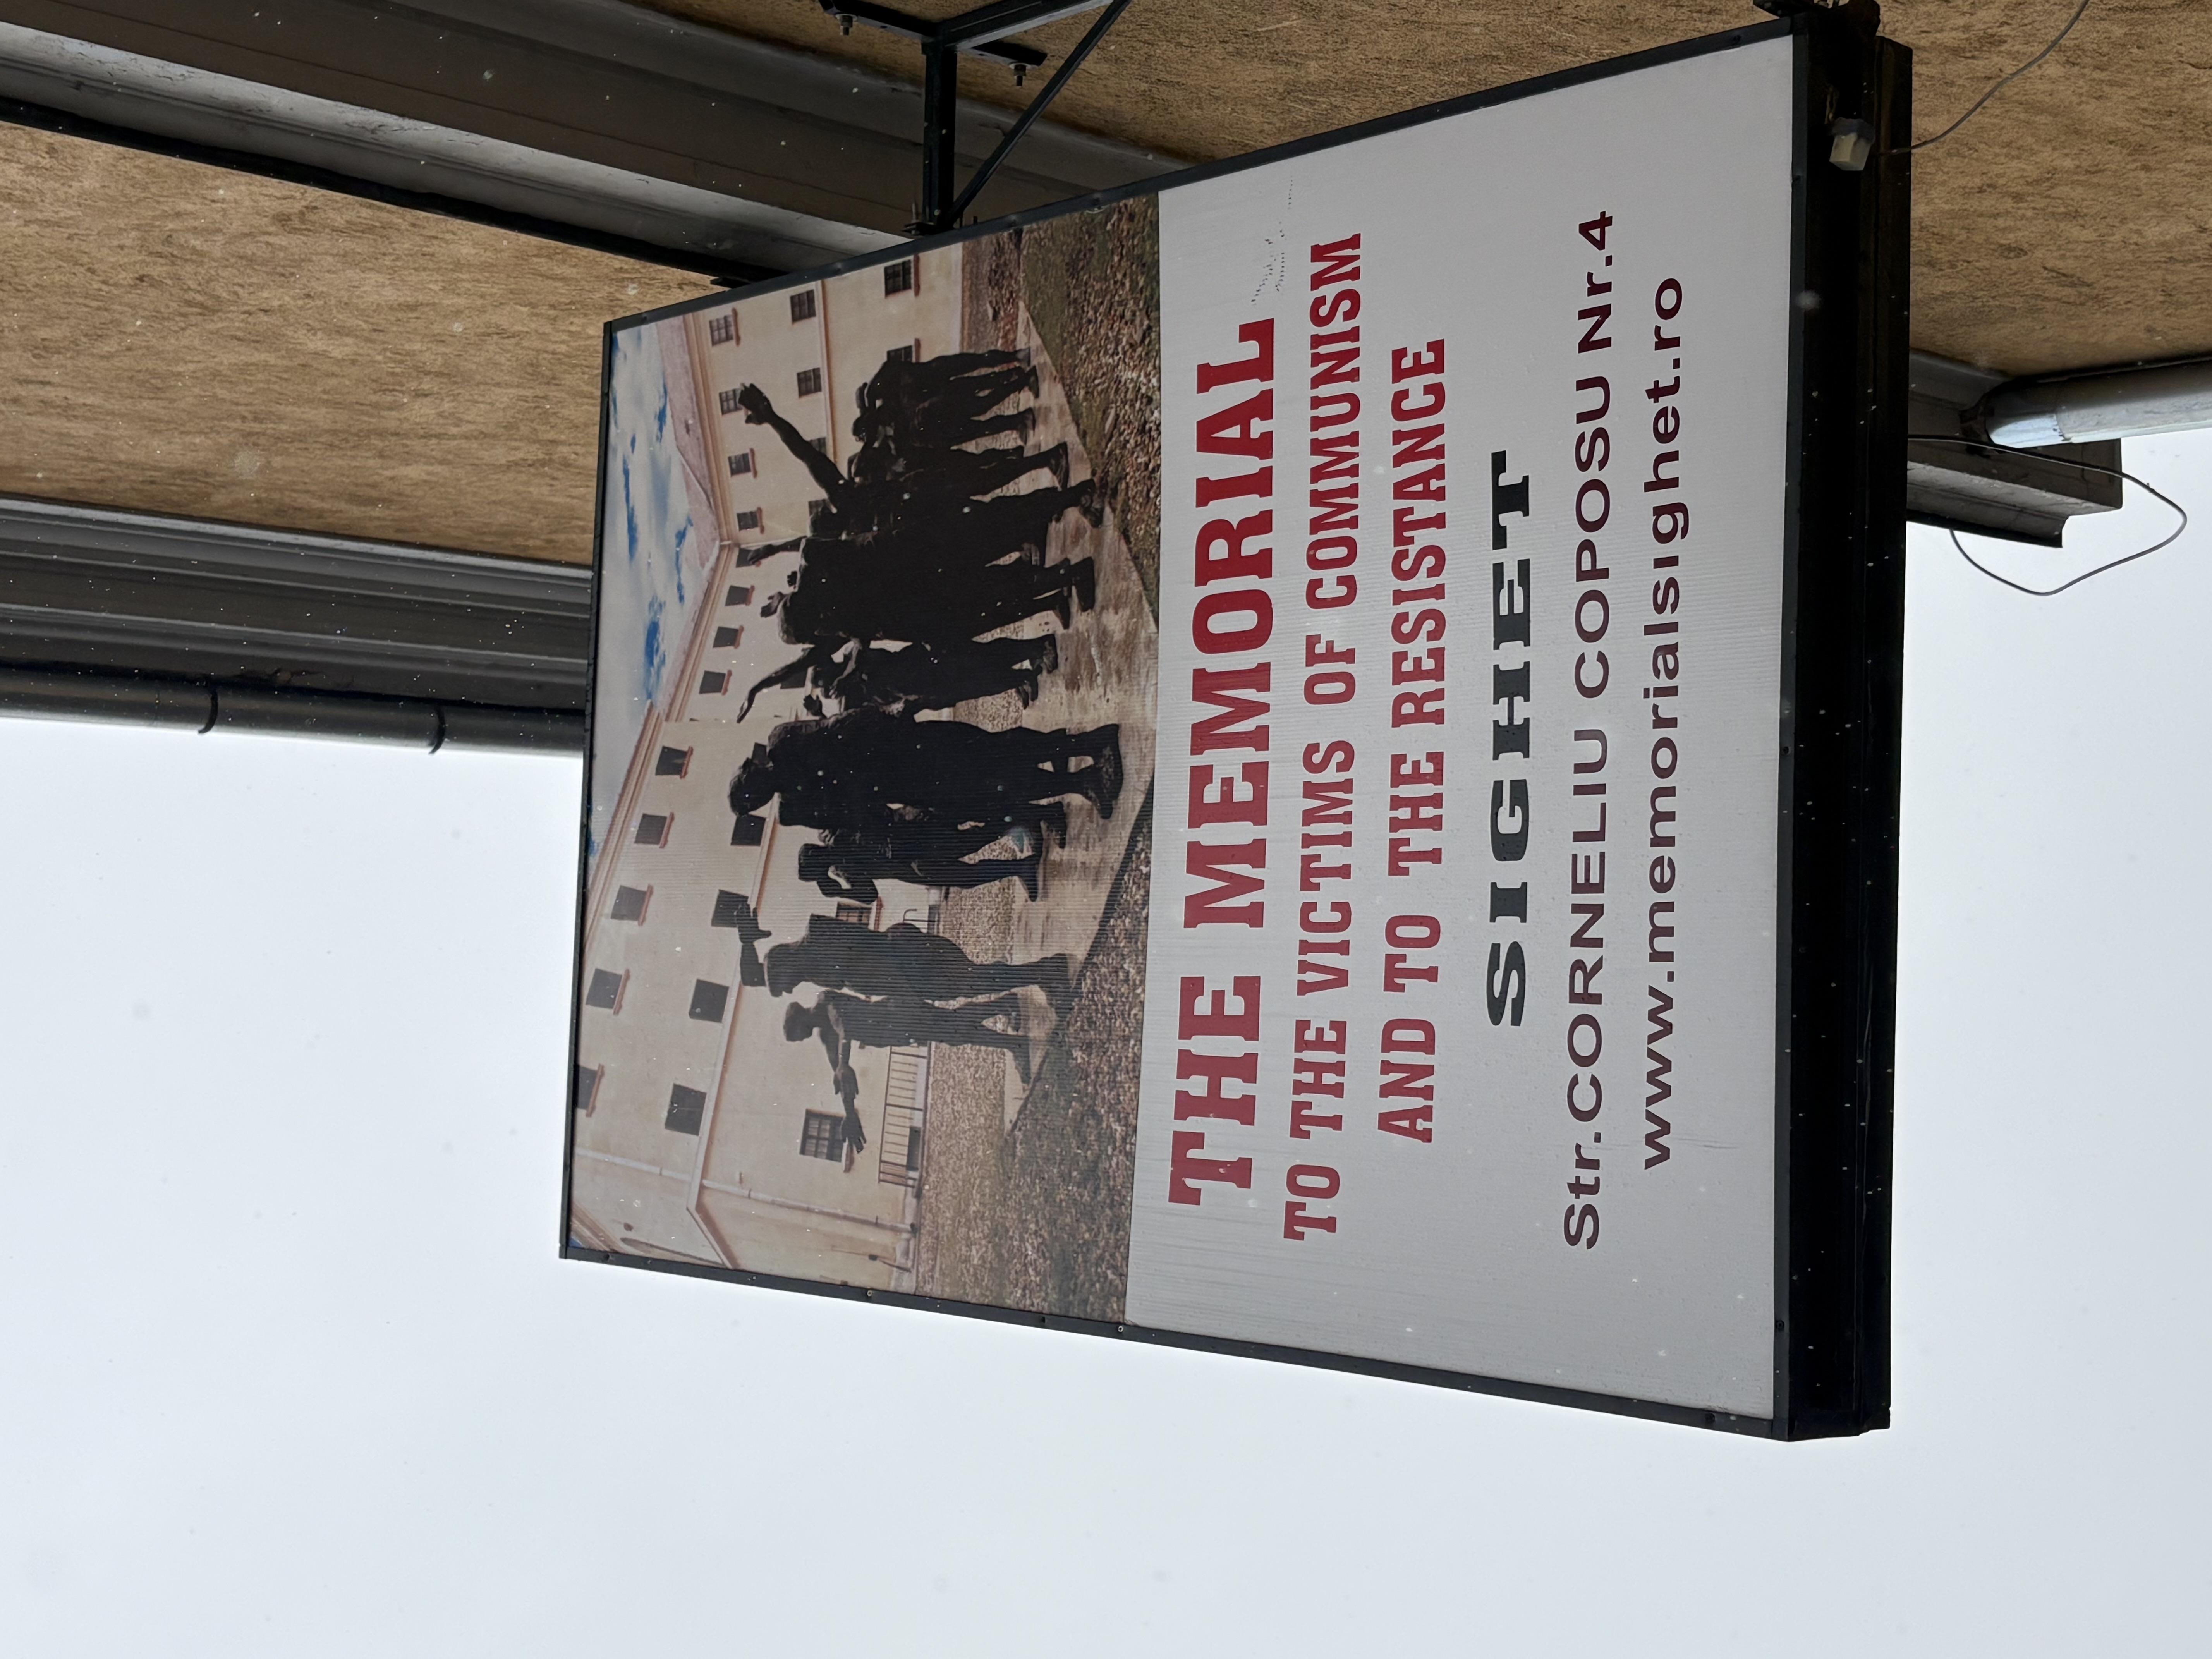 THE MEMORIAL
TO THE VICTIMS OF COMMUNISM
AND TO THE RESISTANCE
SIGHET
Str.CORNELIU COPOSU Nr.4
www.memorialsighet.ro